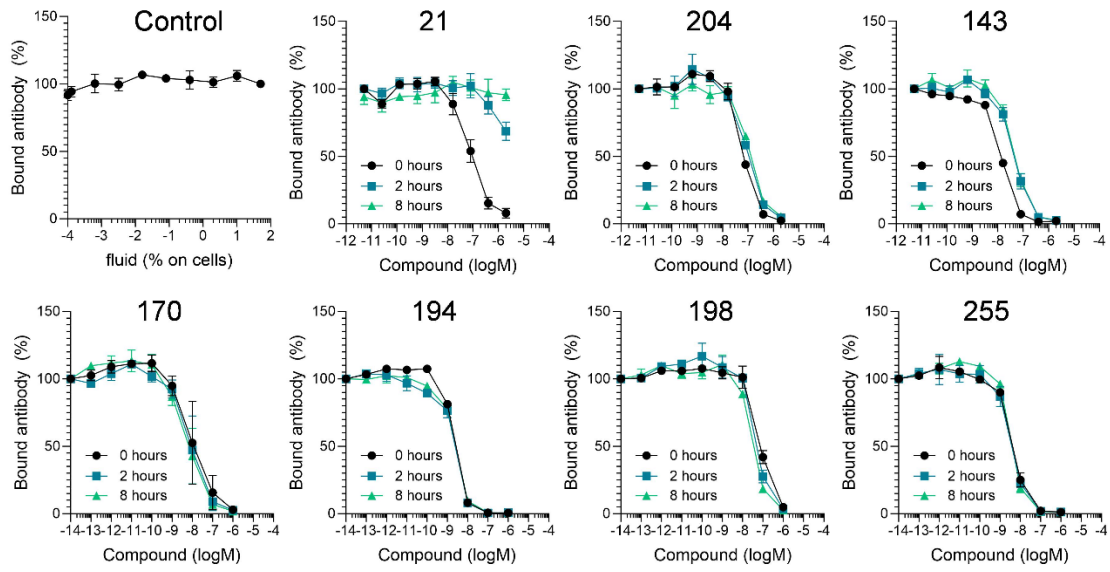 Control
Bound antibody (%)
150
100
50
0
-4 -3 -2 -1 0 1 2
fluid (% on cells)
21
Bound antibody (%)
150
100
50
0
0 hours
2 hours
8 hours
-12 -11 -10 -9 -8 -7 -6 -5 -4
Compound (logM)
204
Bound antibody (%)
150
100
50
0
0 hours
2 hours
8 hours
-12 -11 -10 -9 -8 -7 -6 -5 -4
Compound (logM)
143
Bound antibody (%)
150
100
50
0
0 hours
2 hours
8 hours
-12 -11 -10 -9 -8 -7 -6 -5 -4
Compound (logM)
170
Bound antibody (%)
150
100
50
0
0 hours
2 hours
8 hours
-14 -13 -12 -11 -10 -9 -8 -7 -6 -5 -4
Compound (logM)
194
Bound antibody (%)
150
100
50
0
0 hours
2 hours
8 hours
-14 -13 -12 -11 -10 -9 -8 -7 -6 -5 -4
Compound (logM)
198
Bound antibody (%)
150
100
50
0
0 hours
2 hours
8 hours
-14 -13 -12 -11 -10 -9 -8 -7 -6 -5 -4
Compound (logM)
255
Bound antibody (%)
150
100
50
0
0 hours
2 hours
8 hours
-14 -13 -12 -11 -10 -9 -8 -7 -6 -5 -4
Compound (logM)